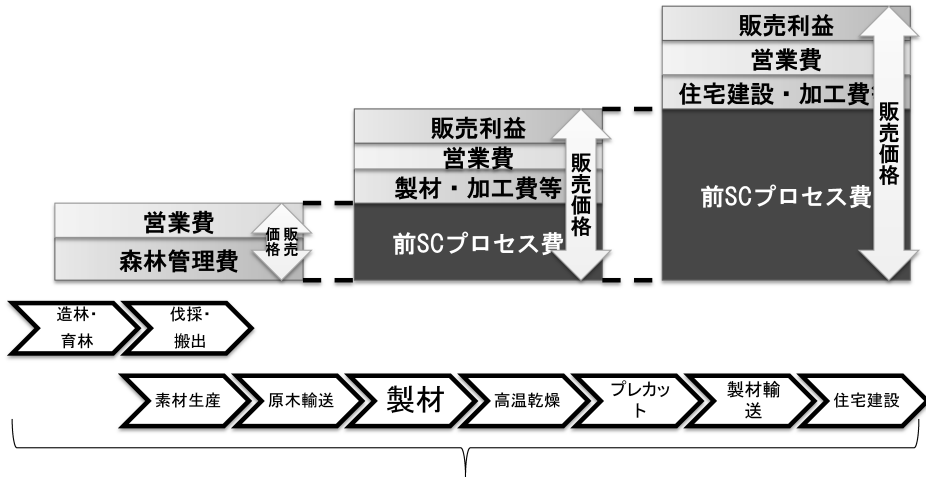 販売利益
営業費
住宅建設・加工費
前SCプロセス費
販売価格
販売利益
営業費
製材・加工費等
前SCプロセス費
販売価格
営業費
森林管理費
販売
価格
造林・
育林
伐採・
搬出
素材生産
原木輸送
製材
高温乾燥
プレカッ
ト
製材輸
送
住宅建設